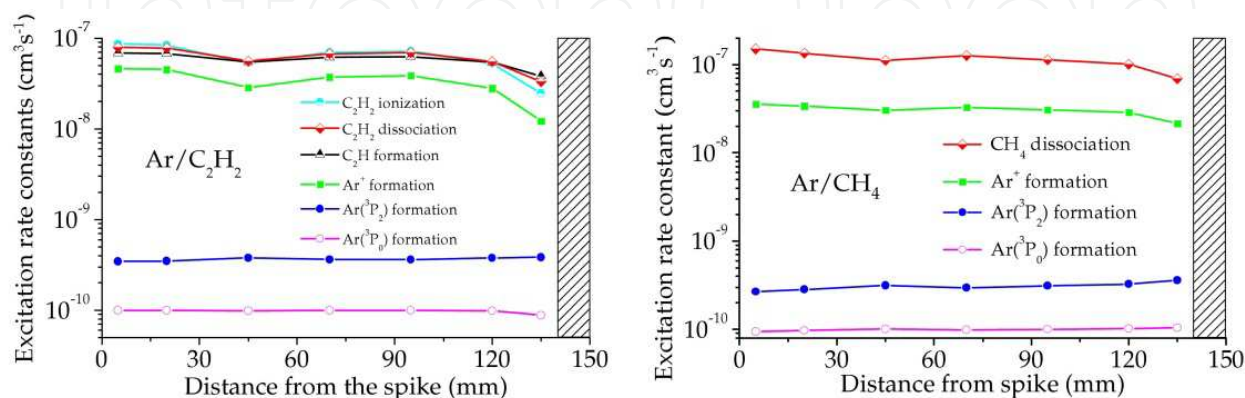 Excitation rate constants (cm³s⁻¹)
10⁻⁷
10⁻⁸
10⁻⁹
10⁻¹⁰
Ar/C₂H₂
C₂H₂ ionization
C₂H₂ dissociation
C₂H formation
Ar⁺ formation
Ar(³P₂) formation
Ar(³P₀) formation
0 30 60 90 120 150
Distance from the spike (mm)
Excitation rate constant (cm³s⁻¹)
10⁻⁷
10⁻⁸
10⁻⁹
10⁻¹⁰
Ar/CH₄
CH₄ dissociation
Ar⁺ formation
Ar(³P₂) formation
Ar(³P₀) formation
0 30 60 90 120 150
Distance from spike (mm)